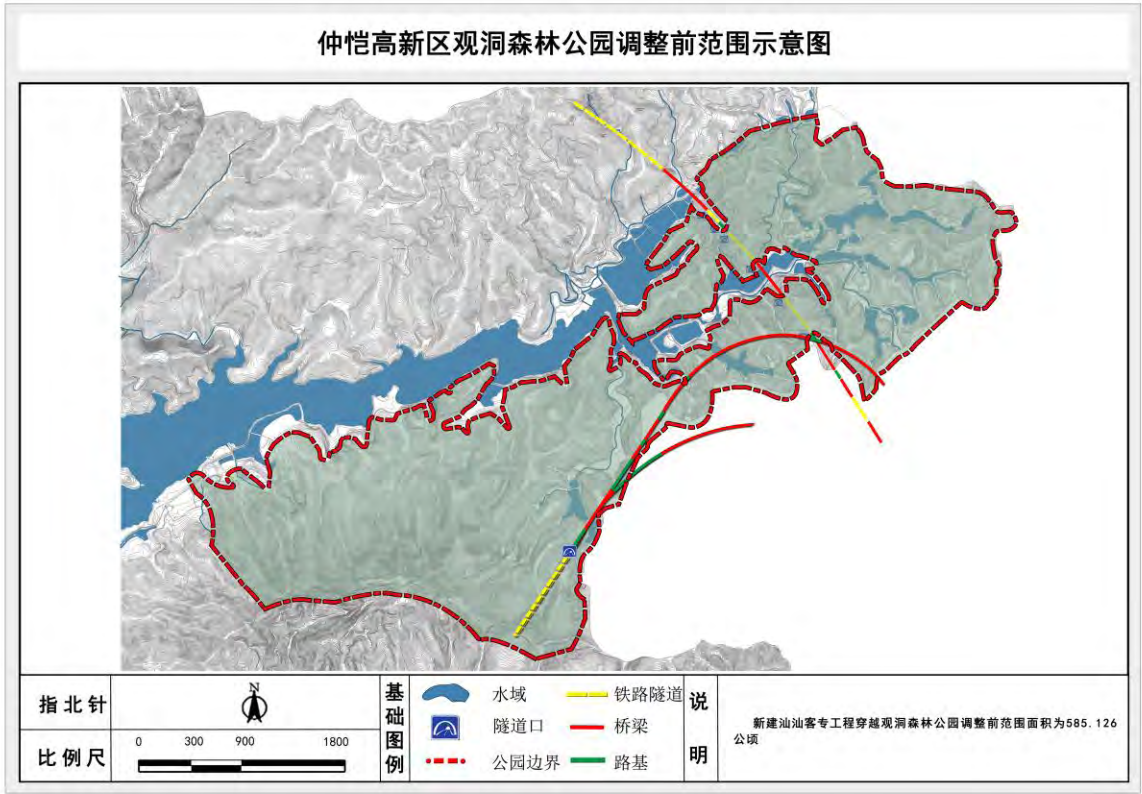 仲恺高新区观洞森林公园调整前范围示意图
指北针
N
比例尺
0 300 900 1800
基础图例
水域
铁路隧道
隧道口
桥梁
公园边界
路基
说明
新建汕汕客专工程穿越观洞森林公园调整前范围面积为585.126
公顷